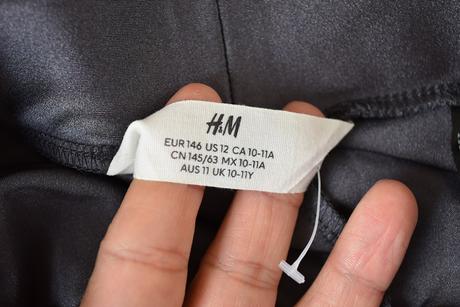 H&M
EUR 146 US 12 CA 10-11A
CN 145/63 MX 10-11A
AUS 11 UK 10-11Y